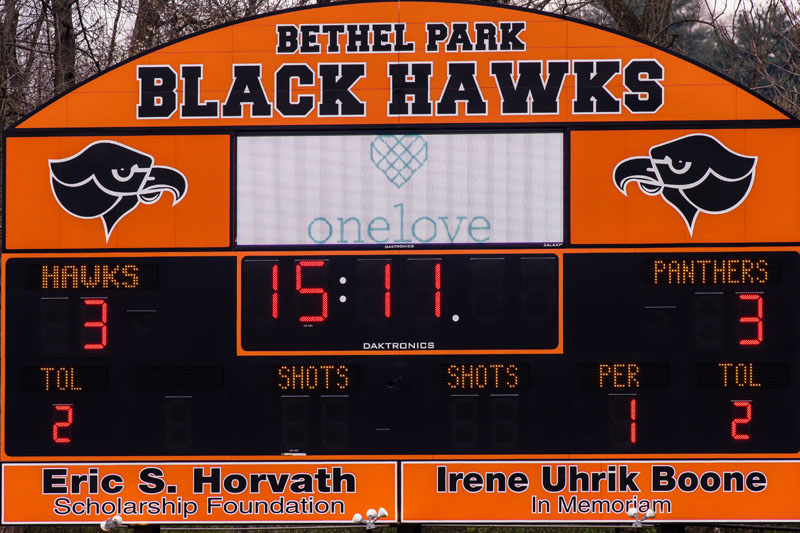 BETHEL PARK
BLACK HAWKS
onelove
DAKTRONICS GALAXY
HAWKS 15:11. PANTHERS
3 3
DAKTRONICS
TOL SHOTS SHOTS PER TOL
2 1 2
Eric S. Horvath
Scholarship Foundation
Irene Uhrik Boone
In Memoriam